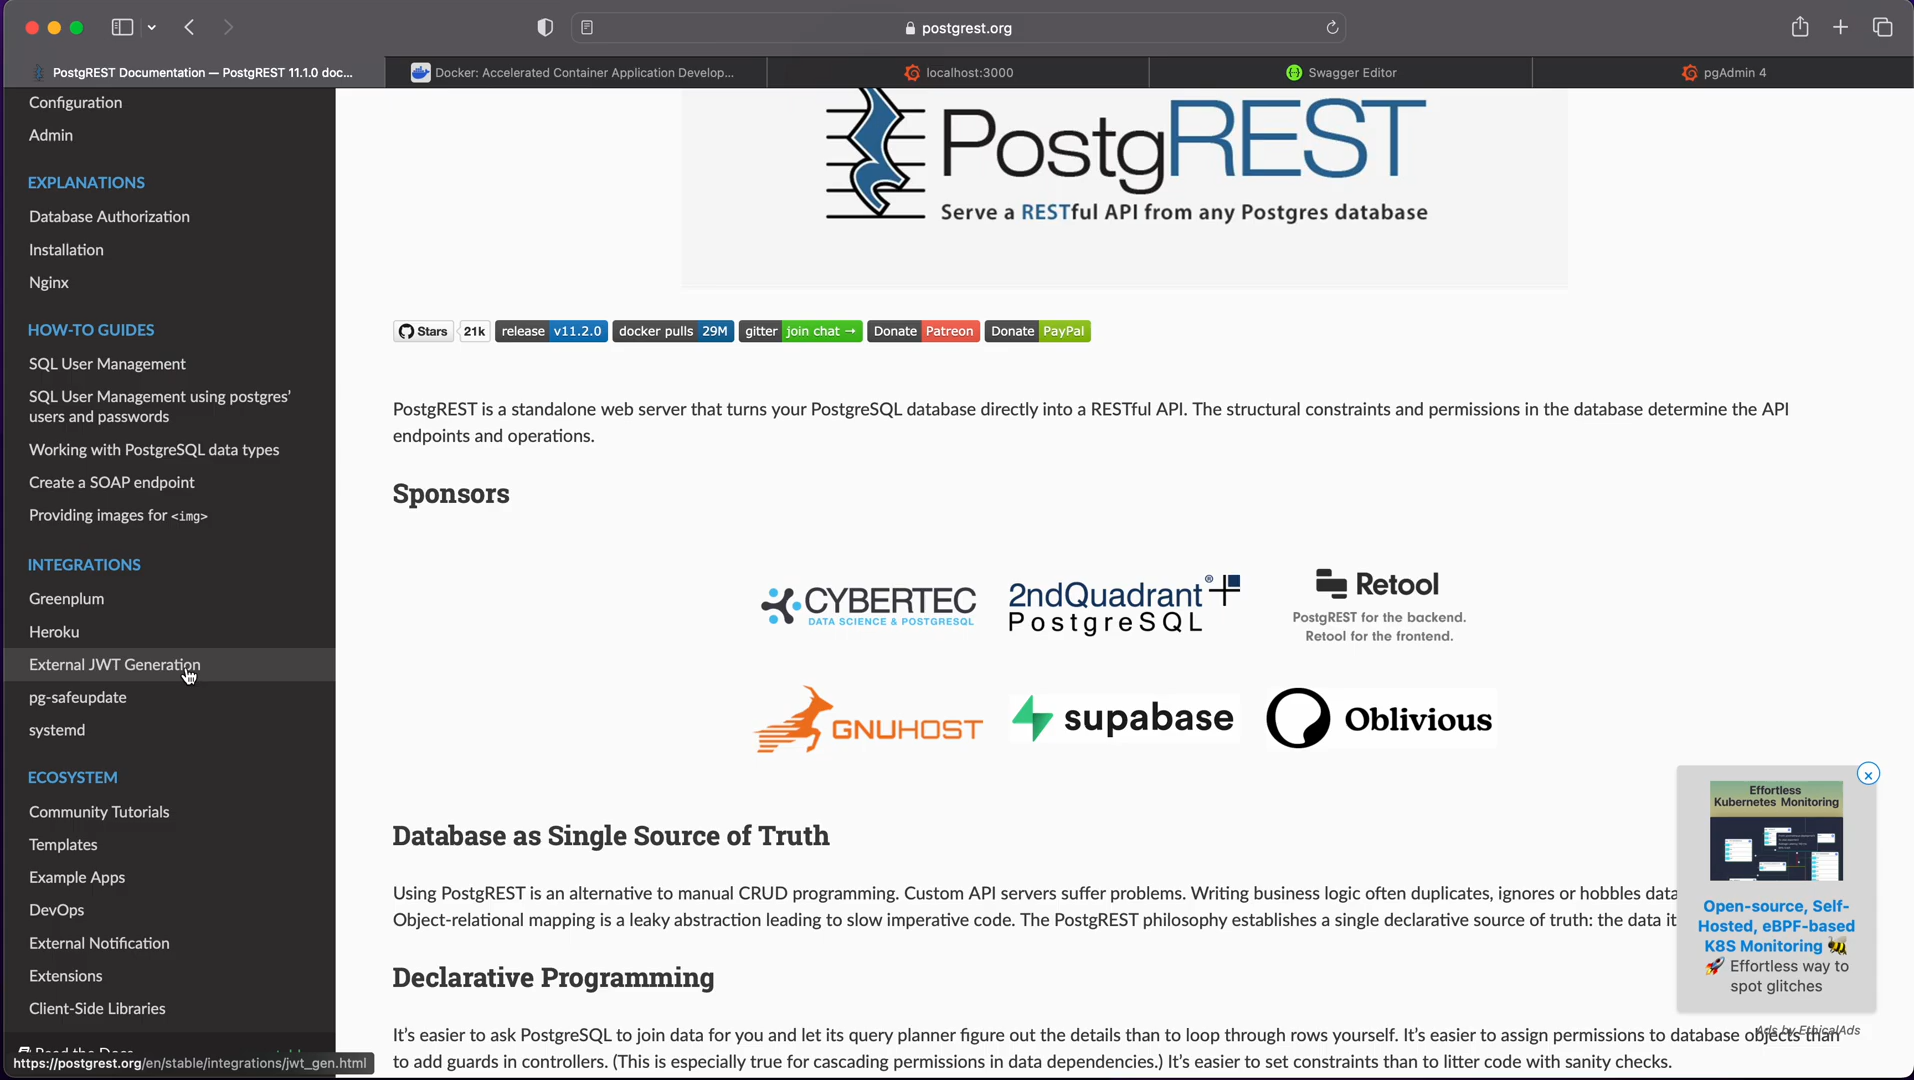 postgrest.org
PostgREST Documentation — PostgREST 11.1.0 doc...
Docker: Accelerated Container Application Develop...
localhost:3000
Swagger Editor
pgAdmin 4
Configuration
Admin
EXPLANATIONS
Database Authorization
Installation
Nginx
HOW-TO GUIDES
SQL User Management
SQL User Management using postgres’
users and passwords
Working with PostgreSQL data types
Create a SOAP endpoint
Providing images for <img>
INTEGRATIONS
Greenplum
Heroku
External JWT Generation
pg-safeupdate
systemd
ECOSYSTEM
Community Tutorials
Templates
Example Apps
DevOps
External Notification
Extensions
Client-Side Libraries
Read the Docs
https://postgrest.org/en/stable/integrations/jwt_gen.html
PostgREST
Serve a RESTful API from any Postgres database
Stars 21k release v11.2.0 docker pulls 29M gitter join chat → Donate Patreon Donate PayPal
PostgREST is a standalone web server that turns your PostgreSQL database directly into a RESTful API. The structural constraints and permissions in the database determine the API
endpoints and operations.
Sponsors
CYBERTEC
DATA SCIENCE & POSTGRESQL
2ndQuadrant®
PostgreSQL
Retool
PostgREST for the backend.
Retool for the frontend.
GNUHOST
supabase
Oblivious
Database as Single Source of Truth
Using PostgREST is an alternative to manual CRUD programming. Custom API servers suffer problems. Writing business logic often duplicates, ignores or hobbles data
Object-relational mapping is a leaky abstraction leading to slow imperative code. The PostgREST philosophy establishes a single declarative source of truth: the data it
Declarative Programming
It’s easier to ask PostgreSQL to join data for you and let its query planner figure out the details than to loop through rows yourself. It’s easier to assign permissions to database objects than
to add guards in controllers. (This is especially true for cascading permissions in data dependencies.) It’s easier to set constraints than to litter code with sanity checks.
Effortless
Kubernetes Monitoring
Open-source, Self-
Hosted, eBPF-based
K8S Monitoring 🐝
🚀 Effortless way to
spot glitches
Ads by EthicalAds